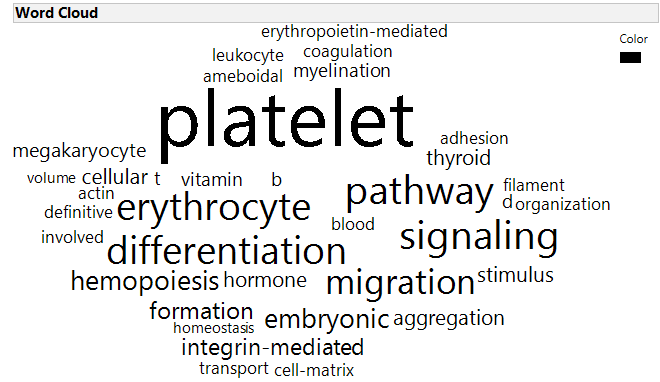 Word Cloud
erythropoietin-mediated
Color
leukocyte coagulation
ameboidal myelination
platelet
adhesion
megakaryocyte thyroid
volume cellular t vitamin b pathway filament
actin erythrocyte d organization
definitive blood
involved differentiation signaling
hemopoiesis hormone migration stimulus
formation embryonic aggregation
homeostasis
integrin-mediated
transport cell-matrix